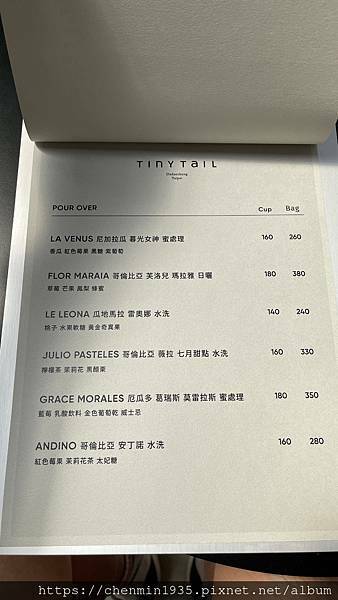 TINYTAIL
Dadaocheng
Taipei
POUR OVER Cup Bag
LA VENUS 尼加拉瓜 暮光女神 蜜處理 160 260
香瓜 紅色莓果 黑糖 紫葡萄
FLOR MARAIA 哥倫比亞 芙洛兒 瑪拉雅 日曬 180 380
草莓 芒果 鳳梨 蜂蜜
LE LEONA 瓜地馬拉 雷奧娜 水洗 140 240
桃子 水果軟糖 黃金奇異果
JULIO PASTELES 哥倫比亞 薇拉 七月甜點 水洗 160 330
檸檬茶 茉莉花 黑醋栗
GRACE MORALES 厄瓜多 葛瑞斯 莫雷拉斯 蜜處理 180 350
藍莓 乳酸飲料 金色葡萄乾 威士忌
ANDINO 哥倫比亞 安丁諾 水洗 160 280
紅色莓果 茉莉花茶 太妃糖
https://chenmin1935.pixnet.net/album